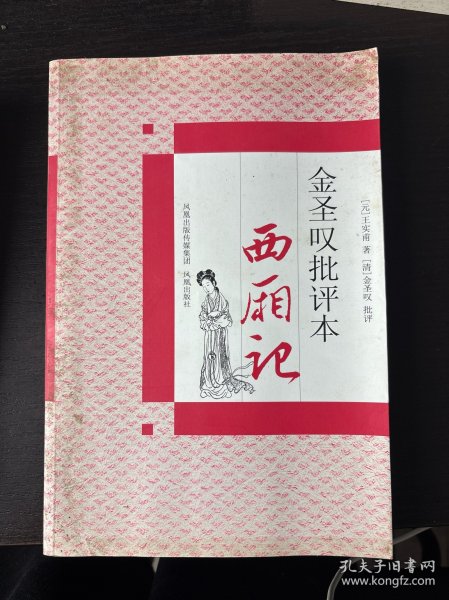 [元]王实甫 著 [清]金圣叹 批评
金圣叹批评本
西厢记
凤凰出版传媒集团 凤凰出版社
孔夫子旧书网
www.kongfz.com